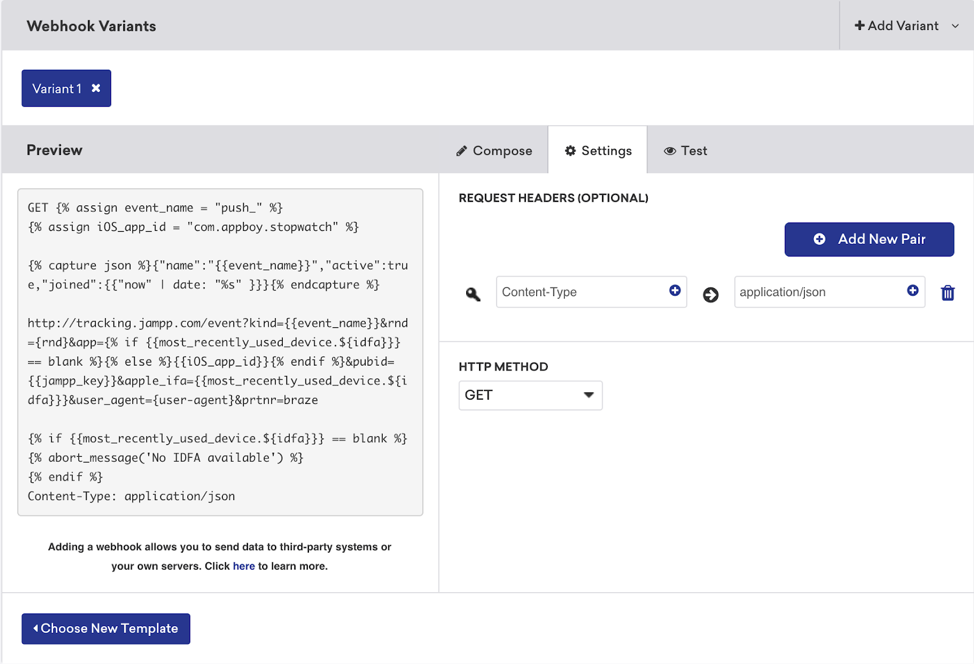 Webhook Variants
Add Variant
Variant 1
Preview
Compose
Settings
Test
GET {% assign event_name = "push_" %}
{% assign iOS_app_id = "com.appboy.stopwatch" %}
{% capture json %}{"name":"{{event_name}}","active":tru
e,"joined":{{"now" | date: "%s" }}}{% endcapture %}
http://tracking.jampp.com/event?kind={{event_name}}&rnd
={rnd}&app={% if {{most_recently_used_device.${idfa}}}
== blank %}{% else %}{{iOS_app_id}}{% endif %}&pubid=
{{jampp_key}}&apple_ifa={{most_recently_used_device.${i
dfa}}}&user_agent={user-agent}&prtnr=braze
{% if {{most_recently_used_device.${idfa}}} == blank %}
{% abort_message('No IDFA available') %}
{% endif %}
Content-Type: application/json
Adding a webhook allows you to send data to third-party systems or
your own servers. Click here to learn more.
REQUEST HEADERS (OPTIONAL)
Add New Pair
Content-Type
application/json
HTTP METHOD
GET
Choose New Template